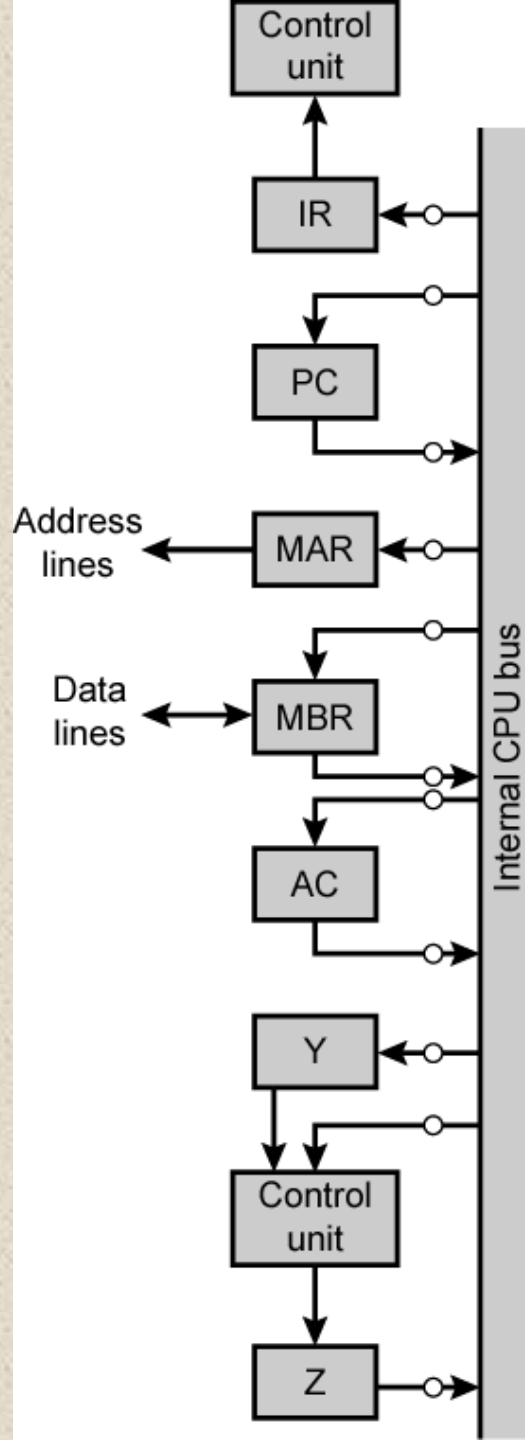 Control
unit
IR
PC
Address
lines
MAR
Data
lines
MBR
Internal CPU bus
AC
Y
Control
unit
Z